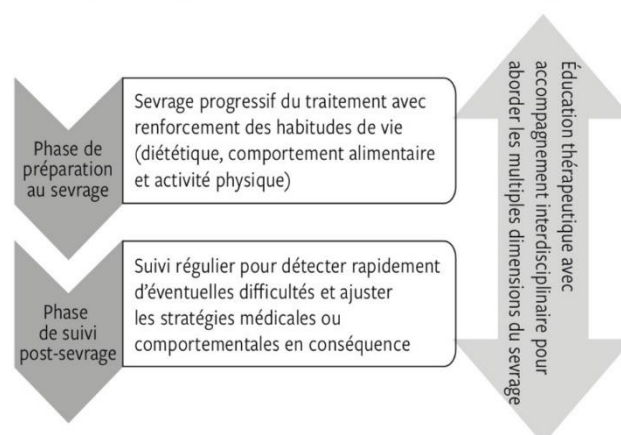 Phase de
préparation
au sevrage
Sevrage progressif du traitement avec
renforcement des habitudes de vie
(diététique, comportement alimentaire
et activité physique)
Phase
de suivi
post-sevrage
Suivi régulier pour détecter rapidement
d'éventuelles difficultés et ajuster
les stratégies médicales ou
comportementales en conséquence
Éducation thérapeutique avec
accompagnement interdisciplinaire pour
aborder les multiples dimensions du sevrage